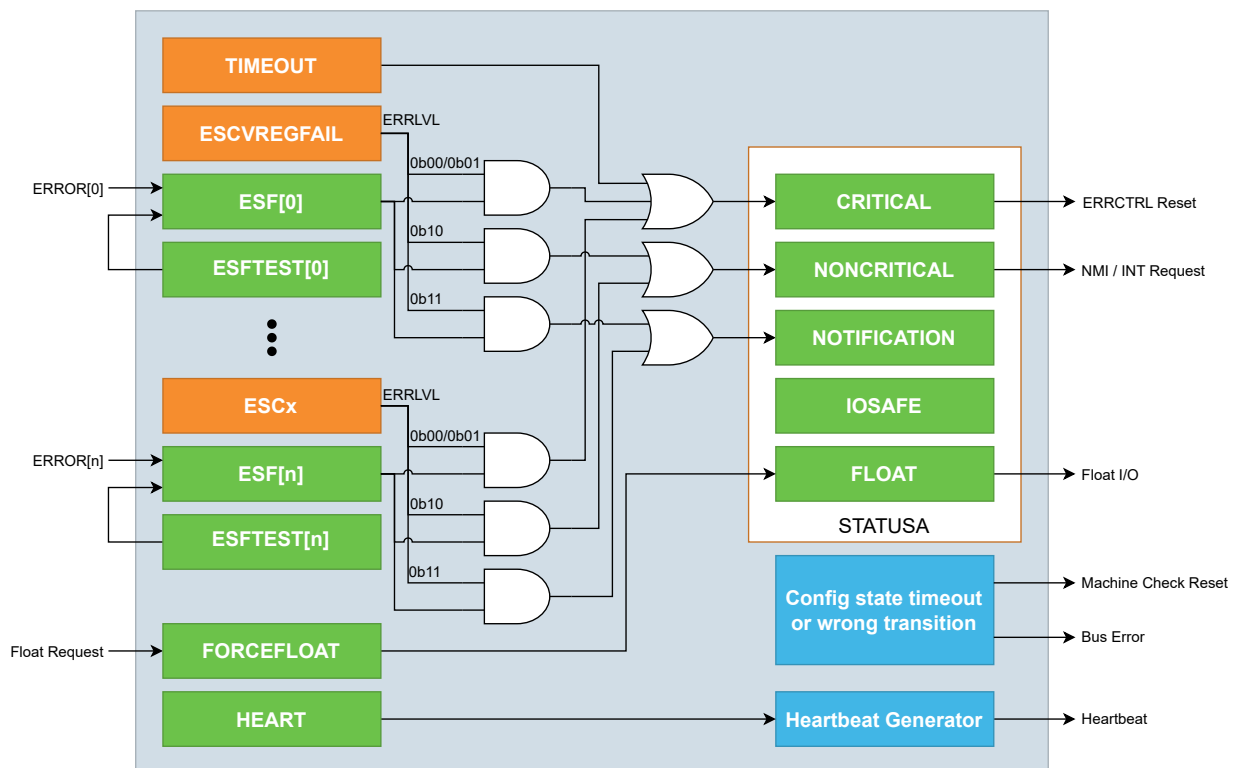 TIMEOUT
ESCVREGFAIL
ERRLVL
0b00/0b01
ERROR[0]
ESF[0]
CRITICAL
ERRCTRL Reset
0b10
ESFTEST[0]
NONCRITICAL
NMI / INT Request
0b11
NOTIFICATION
ESCx
ERRLVL
IOSAFE
0b00/0b01
ERROR[n]
ESF[n]
FLOAT
Float I/O
0b10
ESFTEST[n]
STATUSA
0b11
Config state timeout
or wrong transition
Machine Check Reset
Bus Error
Float Request
FORCEFLOAT
HEART
Heartbeat Generator
Heartbeat